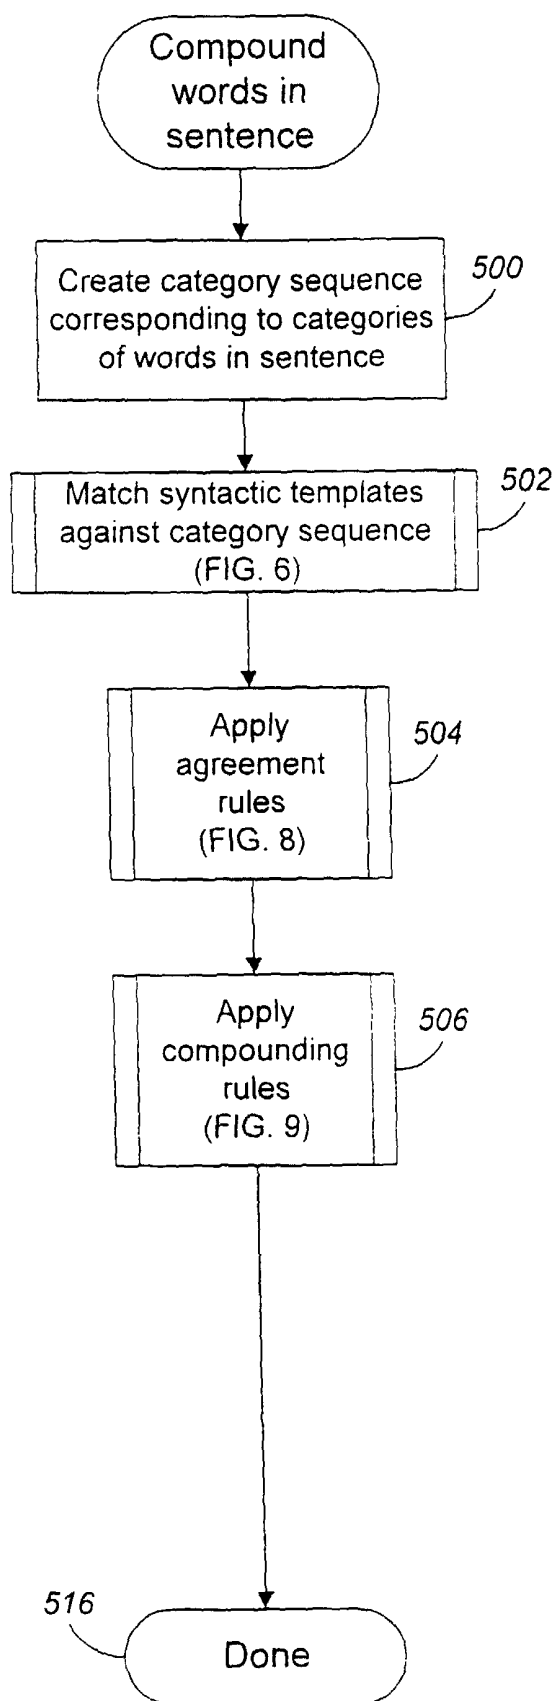 Compound
words in
sentence
Create category sequence
corresponding to categories
of words in sentence
500
Match syntactic templates
against category sequence
(FIG. 6)
502
Apply
agreement
rules
(FIG. 8)
504
Apply
compounding
rules
(FIG. 9)
506
516
Done